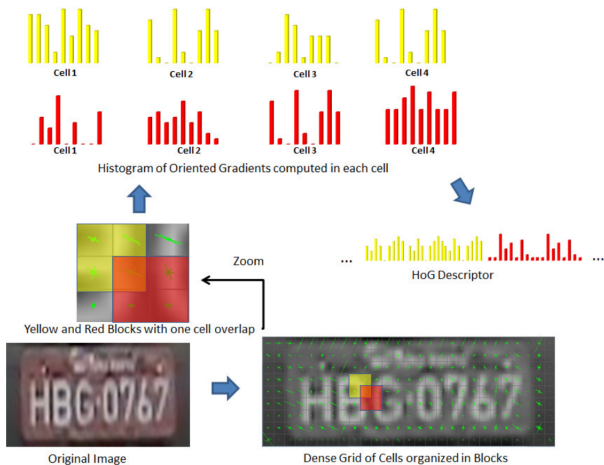 Cell 1 Cell 2 Cell 3 Cell 4
Cell 1 Cell 2 Cell 3 Cell 4
Histogram of Oriented Gradients computed in each cell
Zoom
... ...
HoG Descriptor
Yellow and Red Blocks with one cell overlap
HBG·0767
HBG·0767
Original Image
Dense Grid of Cells organized in Blocks